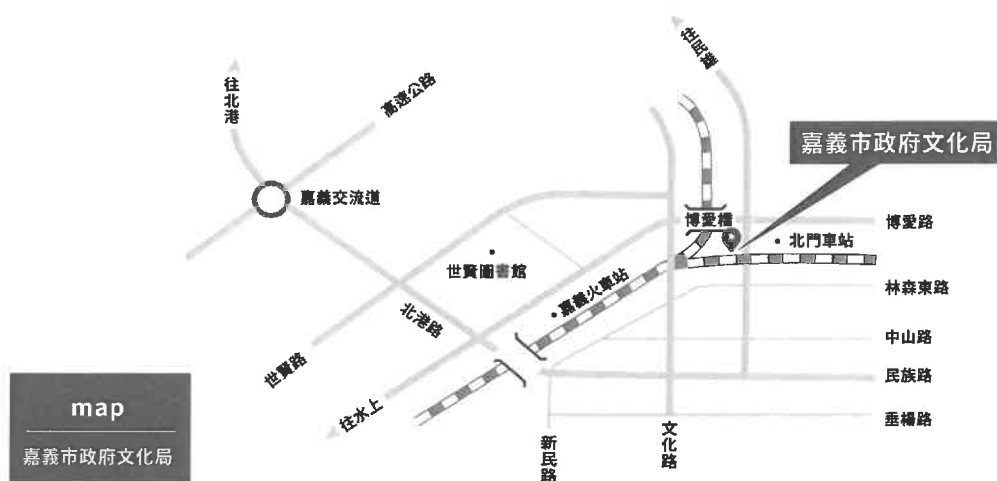 往民雄
往北港
高速公路
嘉義市政府文化局
嘉義交流道
博愛橋
博愛路
北門車站
世賢圖書館
嘉義火車站
林森東路
北港路
中山路
世賢路
民族路
往水上
垂楊路
新民路
文化路
map
嘉義市政府文化局